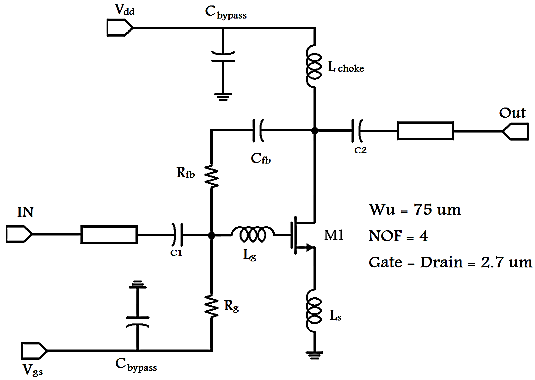 Vdd
Cbypass
Lchoke
Out
C2
Cfb
Rfb
IN
C1
Lg
M1
Wu = 75 um
NOF = 4
Gate - Drain = 2.7 um
Rg
Ls
Cbypass
Vgs